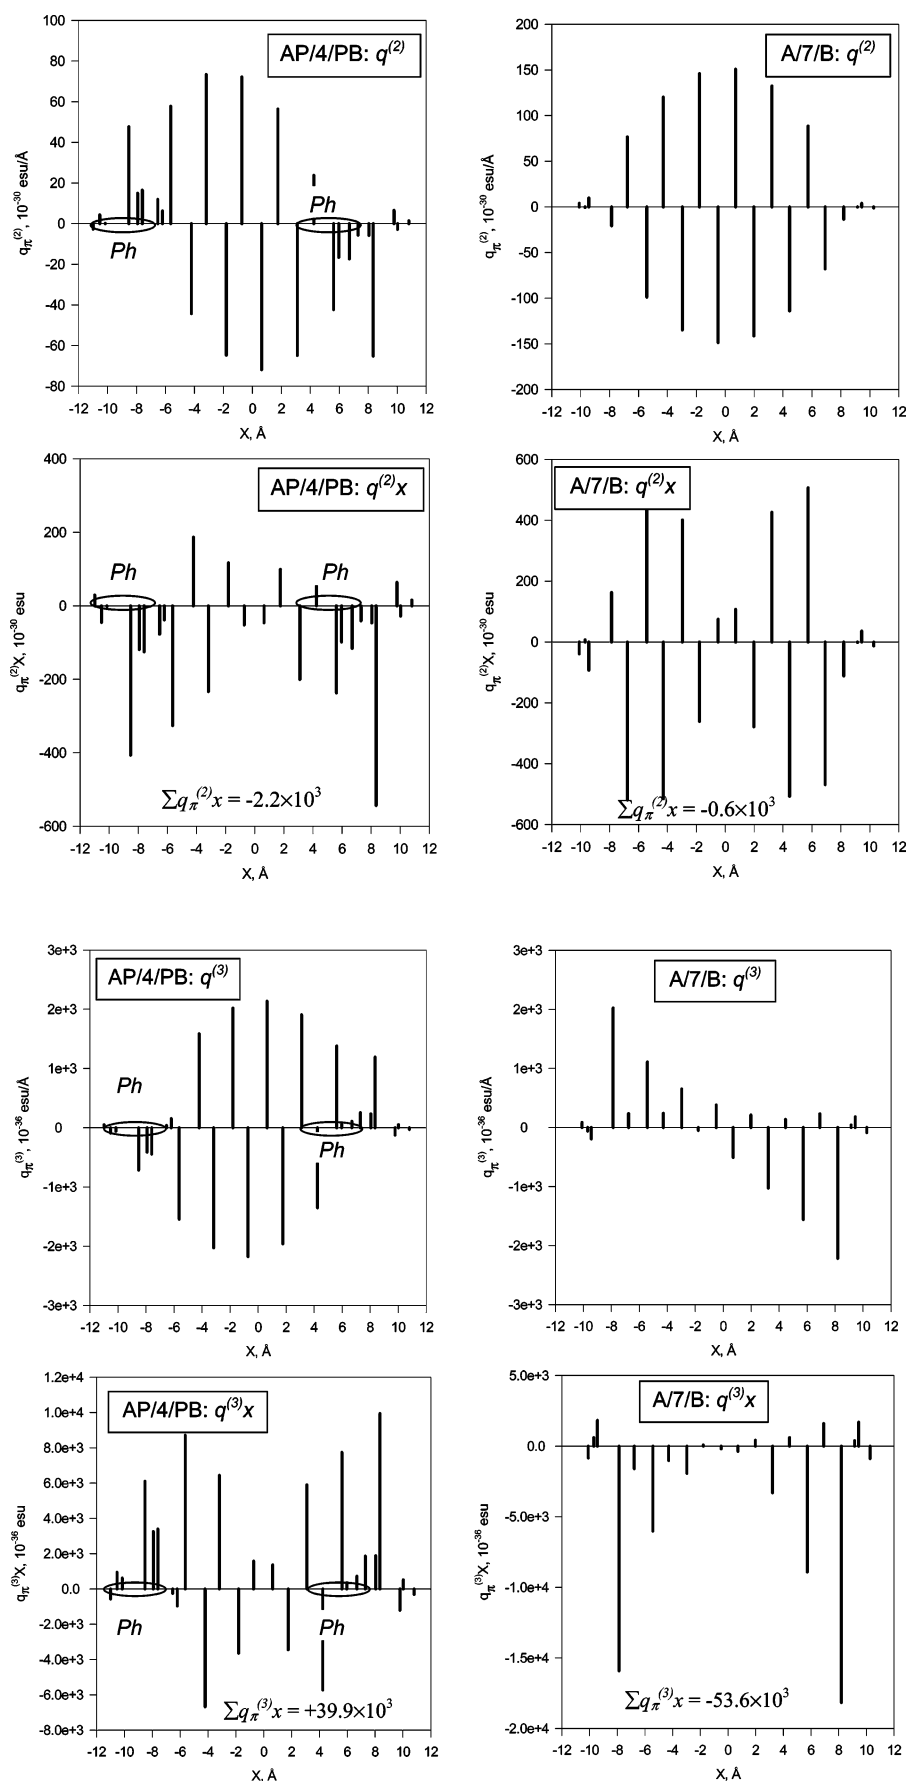 AP/4/PB: q(2)
100
80
60
40
20
0
-20
-40
-60
-80
qπ(2), 10-30 esu/Å
Ph
Ph
-12 -10 -8 -6 -4 -2 0 2 4 6 8 10 12
X, Å
A/7/B: q(2)
200
150
100
50
0
-50
-100
-150
-200
qπ(2), 10-30 esu/Å
-12 -10 -8 -6 -4 -2 0 2 4 6 8 10 12
X, Å
AP/4/PB: q(2)x
400
200
0
-200
-400
-600
qπ(2)X, 10-30 esu
Ph
Ph
∑qπ(2)x = -2.2×103
-12 -10 -8 -6 -4 -2 0 2 4 6 8 10 12
X, Å
A/7/B: q(2)x
600
400
200
0
-200
-400
-600
qπ(2)X, 10-30 esu
∑qπ(2)x = -0.6×103
-12 -10 -8 -6 -4 -2 0 2 4 6 8 10 12
X, Å
AP/4/PB: q(3)
3e+3
2e+3
1e+3
0
-1e+3
-2e+3
-3e+3
qπ(3), 10-36 esu/Å
Ph
Ph
-12 -10 -8 -6 -4 -2 0 2 4 6 8 10 12
X, Å
A/7/B: q(3)
3e+3
2e+3
1e+3
0
-1e+3
-2e+3
-3e+3
qπ(3), 10-36 esu/Å
-12 -10 -8 -6 -4 -2 0 2 4 6 8 10 12
X, Å
AP/4/PB: q(3)x
1.2e+4
1.0e+4
8.0e+3
6.0e+3
4.0e+3
2.0e+3
0.0
-2.0e+3
-4.0e+3
-6.0e+3
-8.0e+3
qπ(3)X, 10-36 esu
Ph
Ph
∑qπ(3)x = +39.9×103
-12 -10 -8 -6 -4 -2 0 2 4 6 8 10 12
X, Å
A/7/B: q(3)x
5.0e+3
0.0
-5.0e+3
-1.0e+4
-1.5e+4
-2.0e+4
qπ(3)X, 10-36 esu
∑qπ(3)x = -53.6×103
-12 -10 -8 -6 -4 -2 0 2 4 6 8 10 12
X, Å